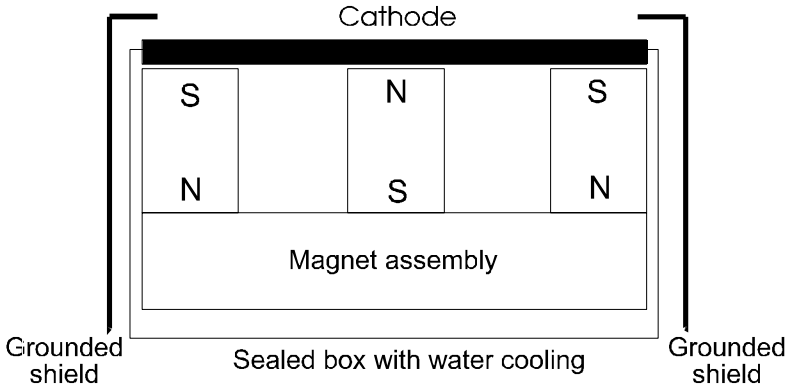 Cathode
S N S
N S N
Magnet assembly
Grounded
shield
Sealed box with water cooling
Grounded
shield